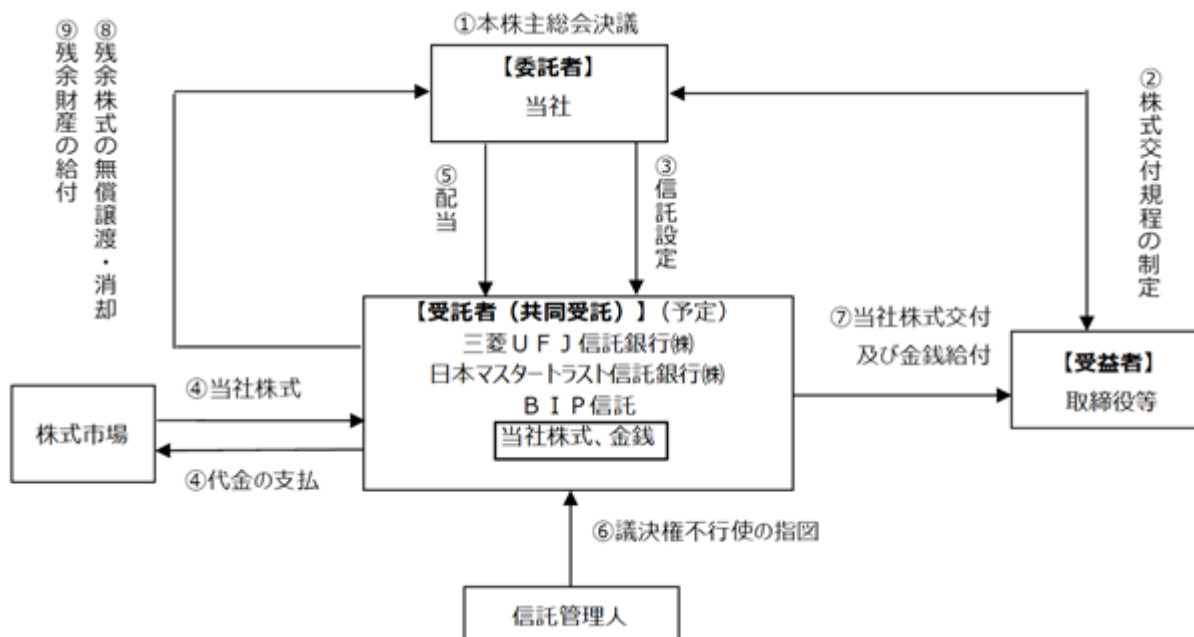 ①本株主総会決議
【委託者】
当社
⑨残余財産の給付
⑧残余株式の無償譲渡・消却
②株式交付規程の制定
⑤配当
③信託設定
【受託者（共同受託）】（予定）
三菱ＵＦＪ信託銀行㈱
日本マスタートラスト信託銀行㈱
ＢＩＰ信託
当社株式、金銭
⑦当社株式交付
及び金銭給付
【受益者】
取締役等
④当社株式
株式市場
④代金の支払
⑥議決権不行使の指図
信託管理人